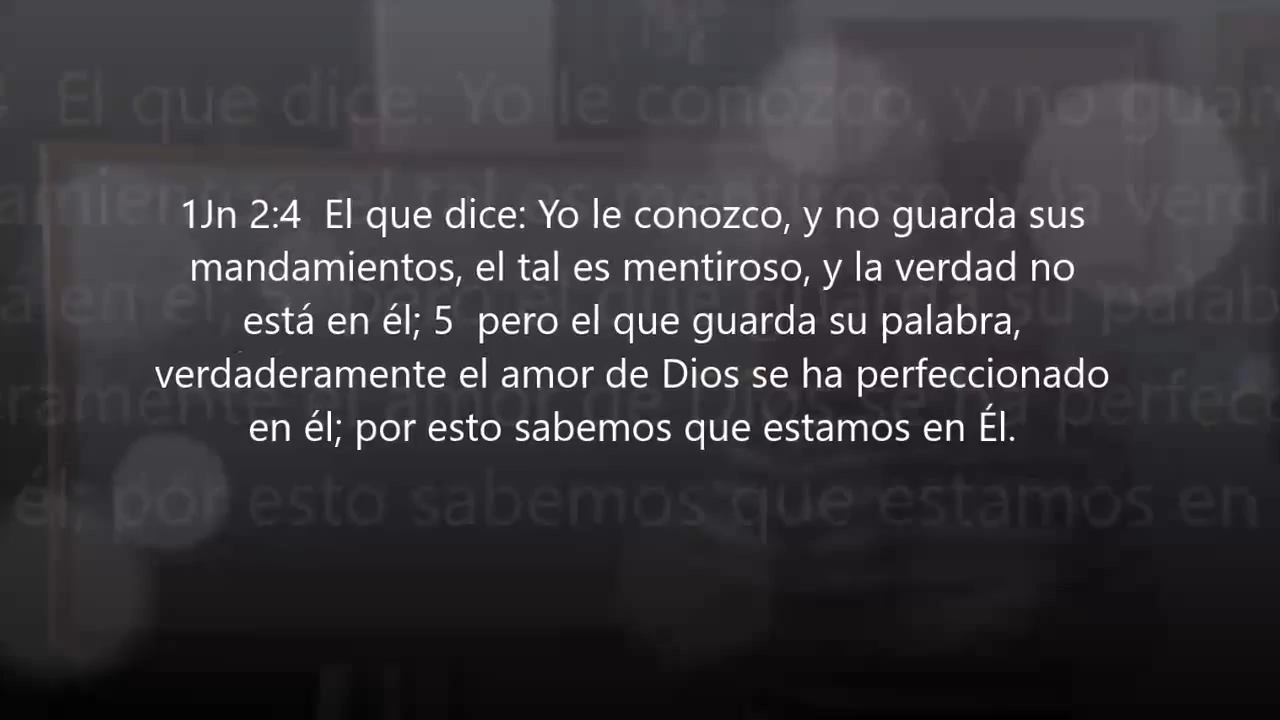 1Jn 2:4  El que dice: Yo le conozco, y no guarda sus
mandamientos, el tal es mentiroso, y la verdad no
está en él; 5  pero el que guarda su palabra,
verdaderamente el amor de Dios se ha perfeccionado
en él; por esto sabemos que estamos en Él.